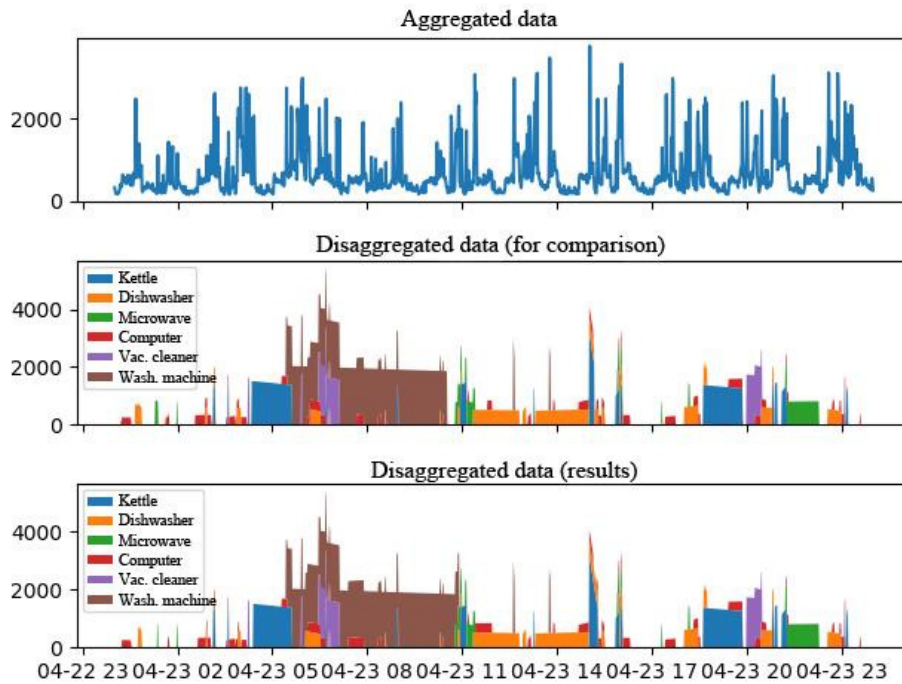 Aggregated data
2000
0
Disaggregated data (for comparison)
4000
2000
0
Kettle
Dishwasher
Microwave
Computer
Vac. cleaner
Wash. machine
Disaggregated data (results)
4000
2000
0
Kettle
Dishwasher
Microwave
Computer
Vac. cleaner
Wash. machine
04-22 23 04-23 02 04-23 05 04-23 08 04-23 11 04-23 14 04-23 17 04-23 20 04-23 23